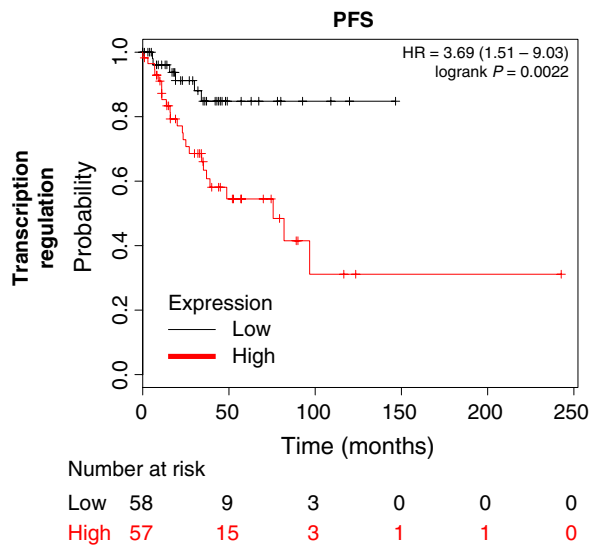 PFS
HR = 3.69 (1.51 – 9.03)
logrank P = 0.0022
Transcription
regulation
Probability
1.0
0.8
0.6
0.4
0.2
0.0
Expression
Low
High
0 50 100 150 200 250
Time (months)
Number at risk
Low 58 9 3 0 0 0
High 57 15 3 1 1 0